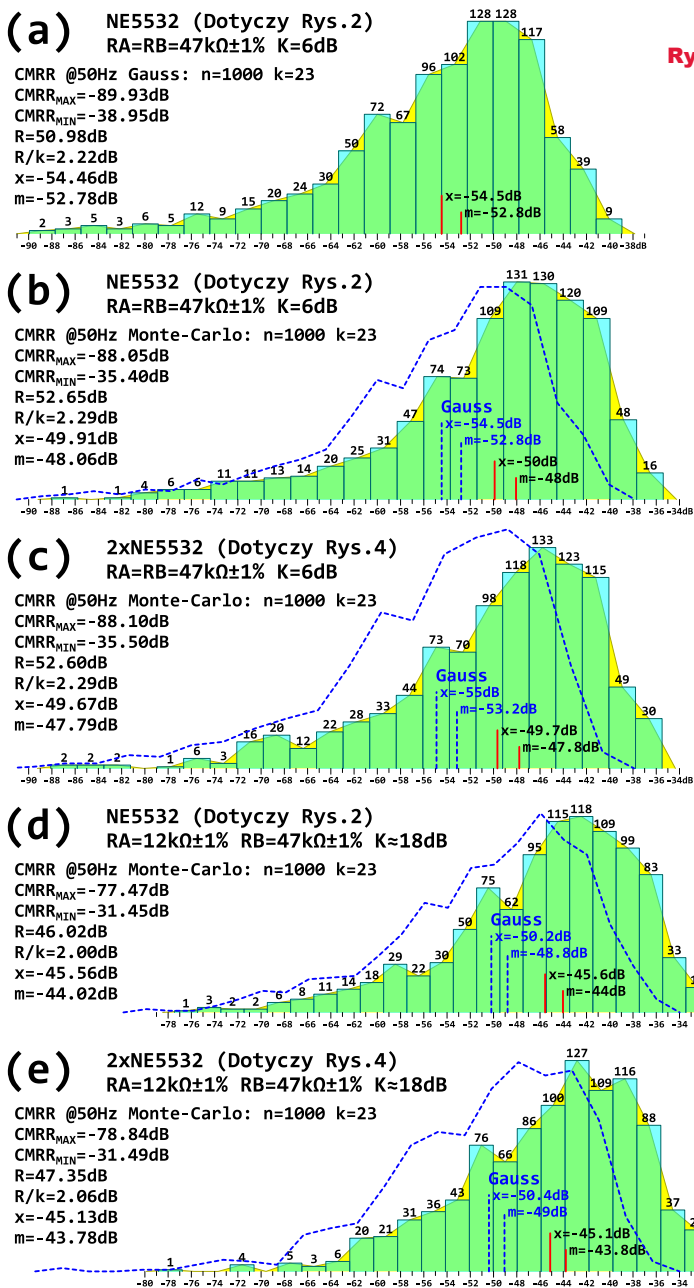 (a)
NE5532 (Dotyczy Rys.2)
RA=RB=47kΩ±1% K=6dB
Ry
CMRR @50Hz Gauss: n=1000 k=23
CMRRMAX=-89.93dB
CMRRMIN=-38.95dB
R=50.98dB
R/k=2.22dB
x=-54.46dB
m=-52.78dB
2 3 5 3 6 5 12 9 15 20 24 30 50 72 67 96 102 128 128 117 58 39 9
x=-54.5dB
m=-52.8dB
-90 -88 -86 -84 -82 -80 -78 -76 -74 -72 -70 -68 -66 -64 -62 -60 -58 -56 -54 -52 -50 -48 -46 -44 -42 -40 -38dB
(b)
NE5532 (Dotyczy Rys.2)
RA=RB=47kΩ±1% K=6dB
CMRR @50Hz Monte-Carlo: n=1000 k=23
CMRRMAX=-88.05dB
CMRRMIN=-35.40dB
R=52.65dB
R/k=2.29dB
x=-49.91dB
m=-48.06dB
1 1 4 6 6 11 11 13 14 20 25 31 47 74 73 109 131 130 120 109 48 16
Gauss
x=-54.5dB
m=-52.8dB
x=-50dB
m=-48dB
-90 -88 -86 -84 -82 -80 -78 -76 -74 -72 -70 -68 -66 -64 -62 -60 -58 -56 -54 -52 -50 -48 -46 -44 -42 -40 -38 -36 -34dB
(c)
2xNE5532 (Dotyczy Rys.4)
RA=RB=47kΩ±1% K=6dB
CMRR @50Hz Monte-Carlo: n=1000 k=23
CMRRMAX=-88.10dB
CMRRMIN=-35.50dB
R=52.60dB
R/k=2.29dB
x=-49.67dB
m=-47.79dB
2 2 2 1 6 3 16 20 12 22 28 33 44 73 70 98 118 133 123 115 49 30
Gauss
x=-55dB
m=-53.2dB
x=-49.7dB
m=-47.8dB
-90 -88 -86 -84 -82 -80 -78 -76 -74 -72 -70 -68 -66 -64 -62 -60 -58 -56 -54 -52 -50 -48 -46 -44 -42 -40 -38 -36 -34dB
(d)
NE5532 (Dotyczy Rys.2)
RA=12kΩ±1% RB=47kΩ±1% K≈18dB
CMRR @50Hz Monte-Carlo: n=1000 k=23
CMRRMAX=-77.47dB
CMRRMIN=-31.45dB
R=46.02dB
R/k=2.00dB
x=-45.56dB
m=-44.02dB
1 3 2 2 6 8 11 14 18 29 22 30 50 75 62 95 115 118 109 99 83 33 1
Gauss
x=-50.2dB
m=-48.8dB
x=-45.6dB
m=-44dB
-78 -76 -74 -72 -70 -68 -66 -64 -62 -60 -58 -56 -54 -52 -50 -48 -46 -44 -42 -40 -38 -36 -34
(e)
2xNE5532 (Dotyczy Rys.4)
RA=12kΩ±1% RB=47kΩ±1% K≈18dB
CMRR @50Hz Monte-Carlo: n=1000 k=23
CMRRMAX=-78.84dB
CMRRMIN=-31.49dB
R=47.35dB
R/k=2.06dB
x=-45.13dB
m=-43.78dB
1 4 5 3 6 20 21 31 36 43 76 66 86 100 127 109 116 88 37 2
Gauss
x=-50.4dB
m=-49dB
x=-45.1dB
m=-43.8dB
-80 -78 -76 -74 -72 -70 -68 -66 -64 -62 -60 -58 -56 -54 -52 -50 -48 -46 -44 -42 -40 -38 -36 -34